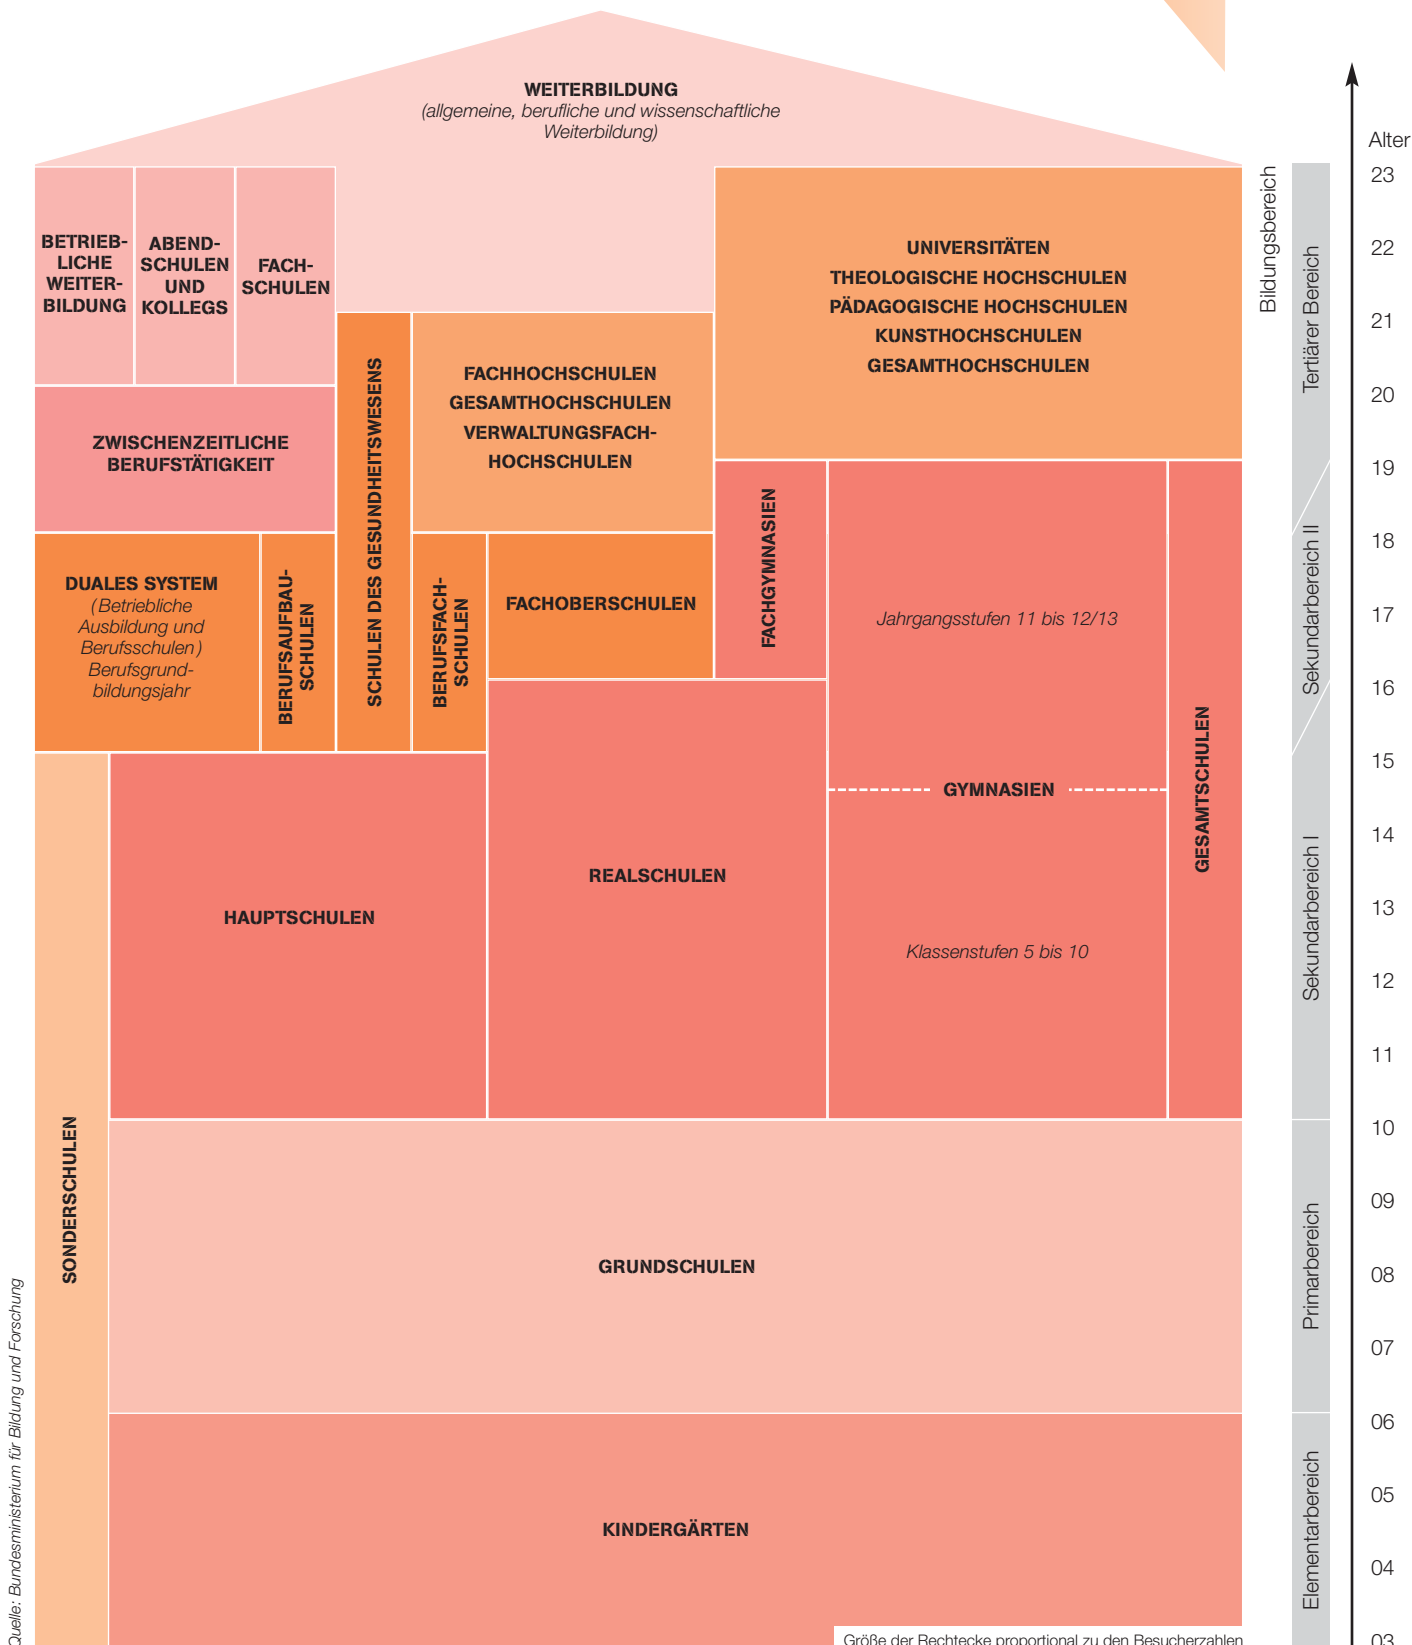 WEITERBILDUNG
(allgemeine, berufliche und wissenschaftliche
Weiterbildung)
BETRIEB-
LICHE
WEITER-
BILDUNG
ABEND-
SCHULEN
UND
KOLLEGS
FACH-
SCHULEN
UNIVERSITÄTEN
THEOLOGISCHE HOCHSCHULEN
PÄDAGOGISCHE HOCHSCHULEN
KUNSTHOCHSCHULEN
GESAMTHOCHSCHULEN
ZWISCHENZEITLICHE
BERUFSTÄTIGKEIT
SCHULEN DES GESUNDHEITSWESENS
FACHHOCHSCHULEN
GESAMTHOCHSCHULEN
VERWALTUNGSFACH-
HOCHSCHULEN
DUALES SYSTEM
(Betriebliche
Ausbildung und
Berufsschulen)
Berufsgrund-
bildungsjahr
BERUFSAUFBAU-
SCHULEN
BERUFSFACH-
SCHULEN
FACHOBERSCHULEN
FACHGYMNASIEN
Jahrgangsstufen 11 bis 12/13
GYMNASIEN
Klassenstufen 5 bis 10
GESAMTSCHULEN
HAUPTSCHULEN
REALSCHULEN
SONDERSCHULEN
GRUNDSCHULEN
KINDERGÄRTEN
Größe der Rechtecke proportional zu den Besucherzahlen
Quelle: Bundesministerium für Bildung und Forschung
Bildungsbereich
Tertiärer Bereich
Sekundarbereich II
Sekundarbereich I
Primarbereich
Elementarbereich
Alter
23
22
21
20
19
18
17
16
15
14
13
12
11
10
09
08
07
06
05
04
03